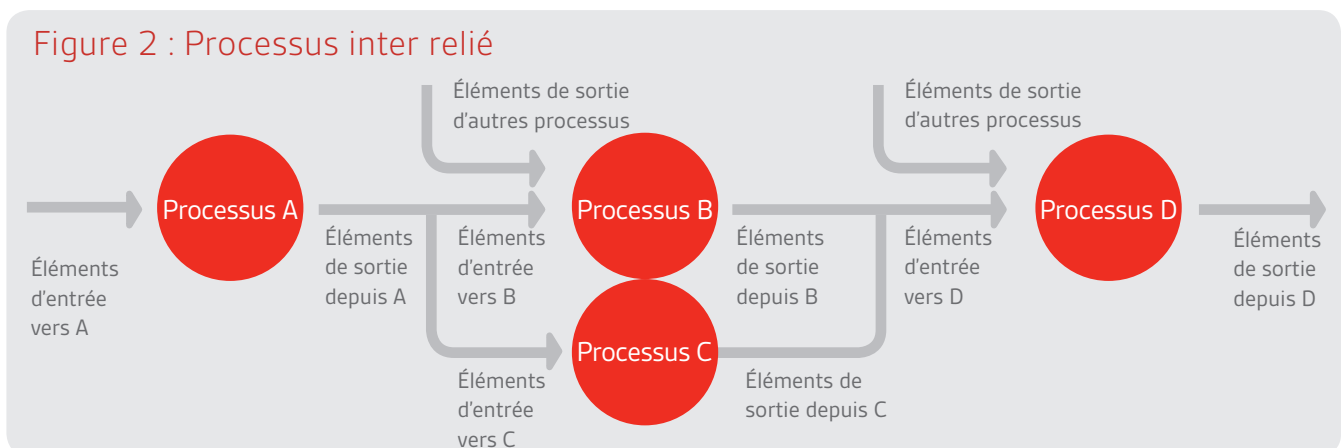 Figure 2 : Processus inter relié
Éléments de sortie
d'autres processus
Éléments de sortie
d'autres processus
Processus A
Processus B
Processus D
Éléments
d'entrée
vers A
Éléments
de sortie
depuis A
Éléments
d'entrée
vers B
Éléments
de sortie
depuis B
Éléments
d'entrée
vers D
Éléments
de sortie
depuis D
Processus C
Éléments
d'entrée
vers C
Éléments de
sortie depuis C